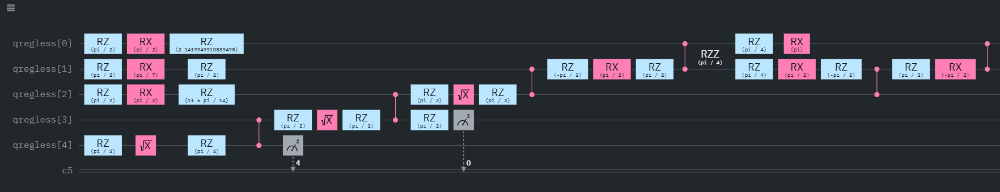 qregless[0] RZ (pi / 2) RX (pi / 2) RZ (2.1419949910839495) RZ (pi / 4) RX (pi)
RZZ (pi / 4)
qregless[1] RZ (pi / 2) RX (pi / 7) RZ (pi / 2) RZ (-pi / 2) RX (pi / 2) RZ (pi / 2) RZ (pi / 4) RX (pi / 2) RZ (-pi / 2) RZ (pi / 2) RX (-pi / 2)
qregless[2] RZ (pi / 2) RX (pi / 2) RZ (11 * pi / 14) RZ (pi / 2) √X RZ (pi / 2)
qregless[3] RZ (pi / 2) √X RZ (pi / 2) RZ (pi / 2) z
qregless[4] RZ (pi / 2) √X RZ (pi / 2) z
4 0
c5